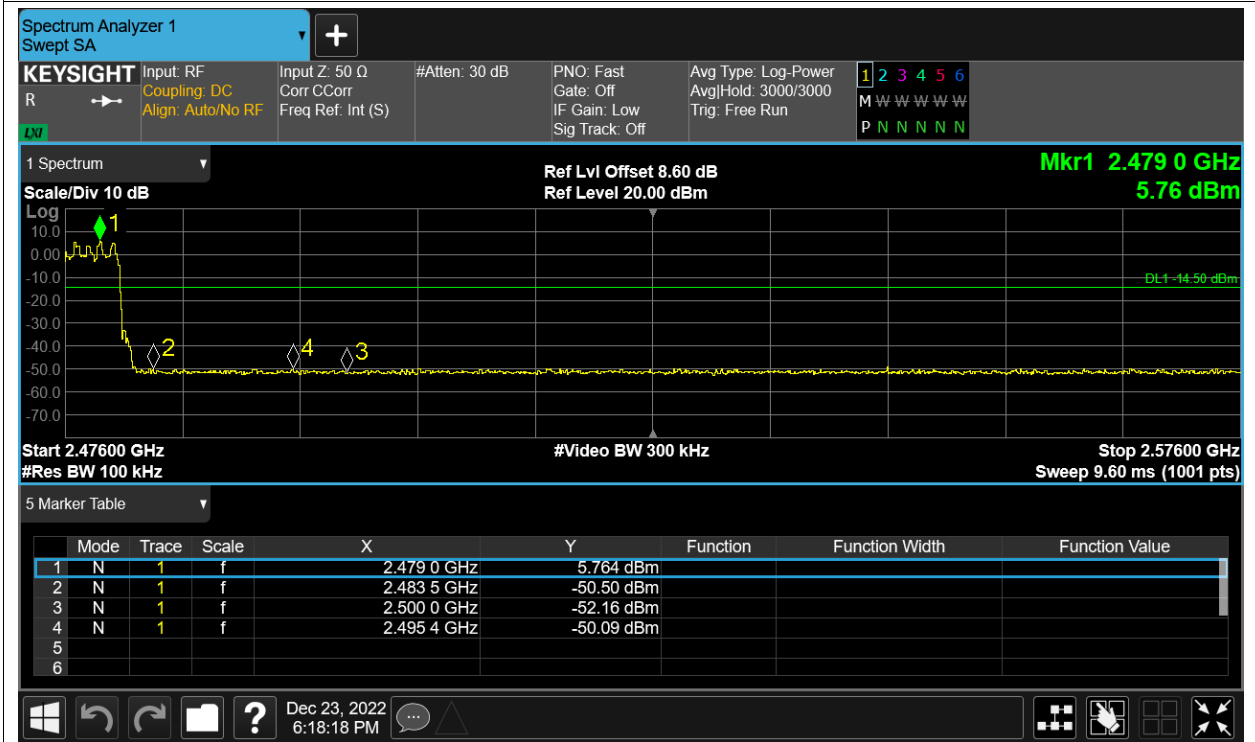 Spectrum Analyzer 1
Swept SA
KEYSIGHT
R
LXI
Input: RF
Coupling: DC
Align: Auto/No RF
Input Z: 50 Ω
Corr CCorr
Freq Ref: Int (S)
#Atten: 30 dB
PNO: Fast
Gate: Off
IF Gain: Low
Sig Track: Off
Avg Type: Log-Power
Avg|Hold: 3000/3000
Trig: Free Run
1 2 3 4 5 6
M W W W W W
P N N N N N
1 Spectrum
Scale/Div 10 dB
Ref Lvl Offset 8.60 dB
Ref Level 20.00 dBm
Mkr1 2.479 0 GHz
5.76 dBm
Log
10.0
0.00
-10.0
-20.0
-30.0
-40.0
-50.0
-60.0
-70.0
1
DL1 -14.50 dBm
2
4
3
Start 2.47600 GHz
#Video BW 300 kHz
Stop 2.57600 GHz
#Res BW 100 kHz
Sweep 9.60 ms (1001 pts)
5 Marker Table
Mode Trace Scale X Y Function Function Width Function Value
1 N 1 f 2.479 0 GHz 5.764 dBm
2 N 1 f 2.483 5 GHz -50.50 dBm
3 N 1 f 2.500 0 GHz -52.16 dBm
4 N 1 f 2.495 4 GHz -50.09 dBm
5
6
?
Dec 23, 2022
6:18:18 PM